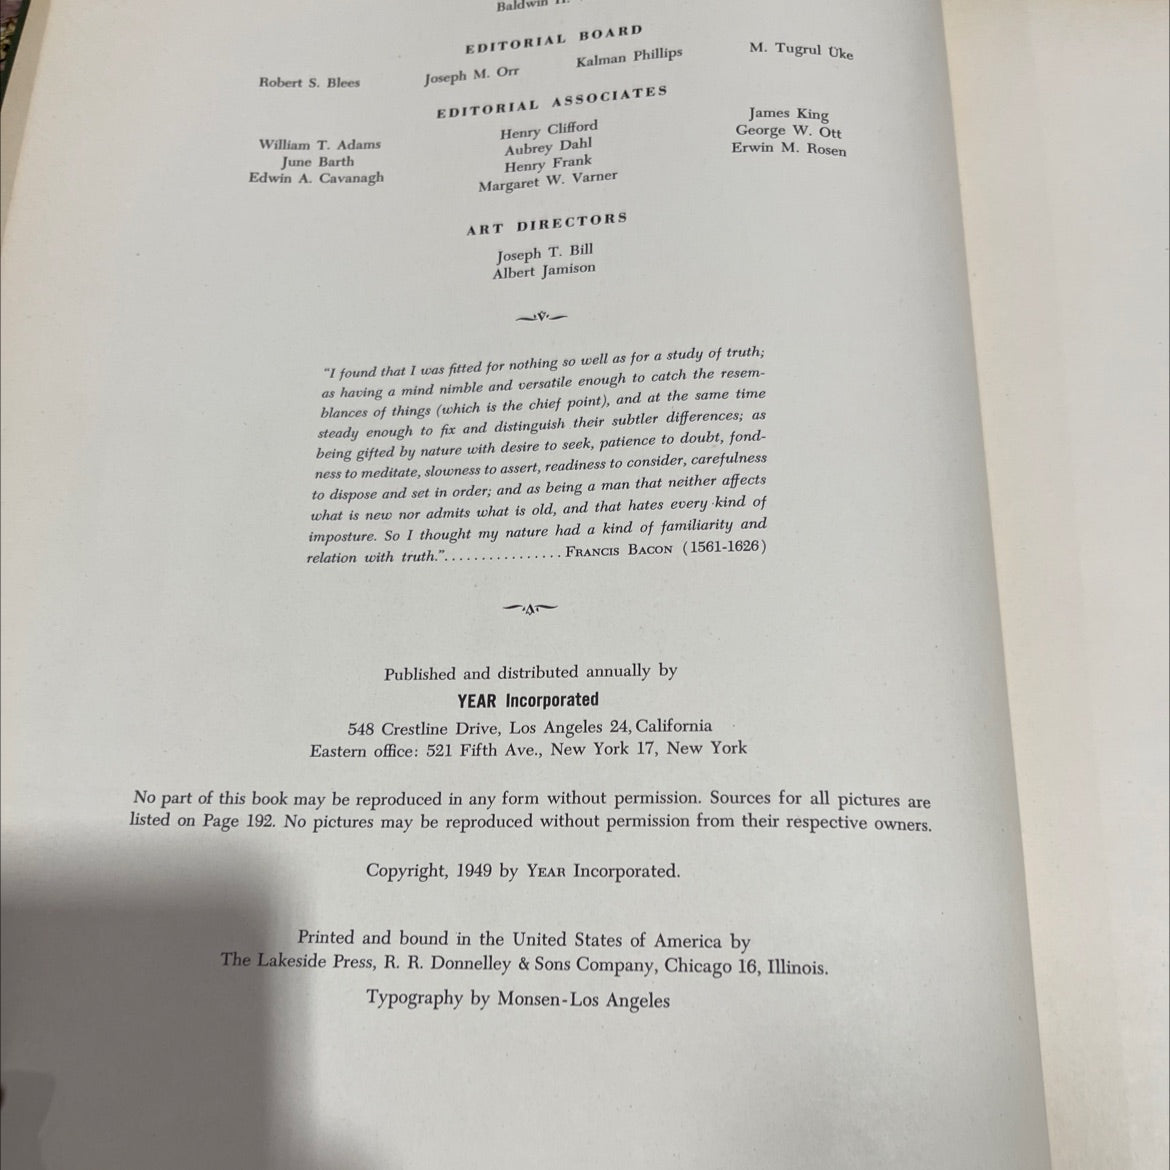 Baldwin H.
EDITORIAL BOARD
Robert S. Blees Joseph M. Orr Kalman Phillips M. Tugrul Üke
EDITORIAL ASSOCIATES
William T. Adams
June Barth
Edwin A. Cavanagh
Henry Clifford
Aubrey Dahl
Henry Frank
Margaret W. Varner
James King
George W. Ott
Erwin M. Rosen
ART DIRECTORS
Joseph T. Bill
Albert Jamison
"I found that I was fitted for nothing so well as for a study of truth;
as having a mind nimble and versatile enough to catch the resem-
blances of things (which is the chief point), and at the same time
steady enough to fix and distinguish their subtler differences; as
being gifted by nature with desire to seek, patience to doubt, fond-
ness to meditate, slowness to assert, readiness to consider, carefulness
to dispose and set in order; and as being a man that neither affects
what is new nor admits what is old, and that hates every kind of
imposture. So I thought my nature had a kind of familiarity and
relation with truth."............... FRANCIS BACON (1561-1626)
Published and distributed annually by
YEAR Incorporated
548 Crestline Drive, Los Angeles 24, California
Eastern office: 521 Fifth Ave., New York 17, New York
No part of this book may be reproduced in any form without permission. Sources for all pictures are
listed on Page 192. No pictures may be reproduced without permission from their respective owners.
Copyright, 1949 by YEAR Incorporated.
Printed and bound in the United States of America by
The Lakeside Press, R. R. Donnelley & Sons Company, Chicago 16, Illinois.
Typography by Monsen-Los Angeles